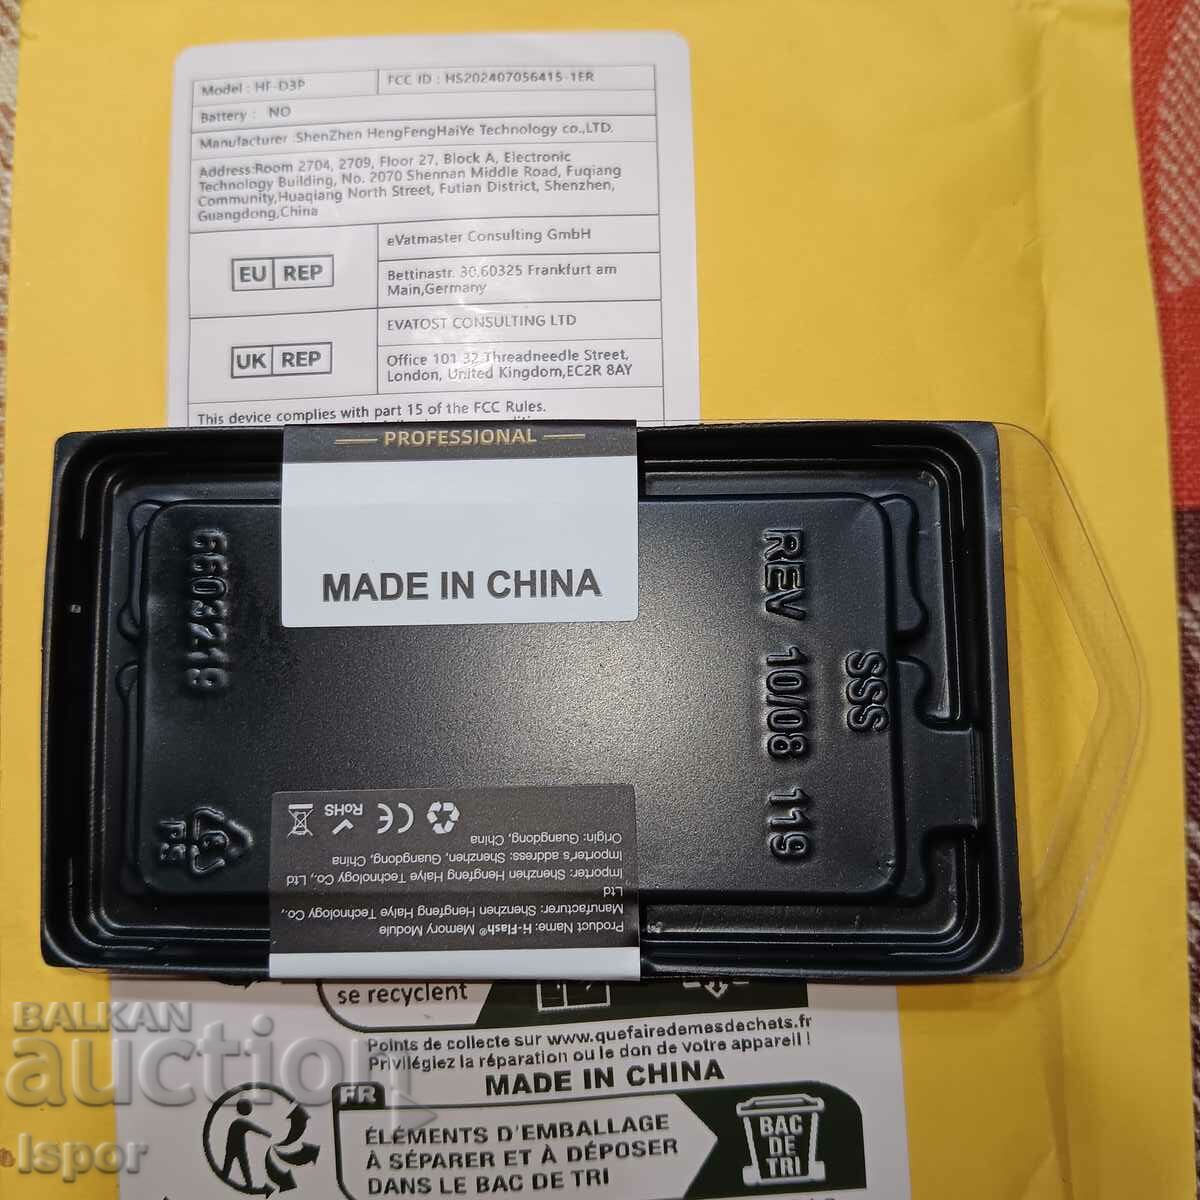 Model : HF-D3P
FCC ID : HS202407056415-1ER
Battery : NO
Manufacturer :ShenZhen HengFengHaiYe Technology co.,LTD.
Address:Room 2704, 2709, Floor 27, Block A, Electronic
Technology Building, No. 2070 Shennan Middle Road, Fuqiang
Community,Huaqiang North Street, Futian District, Shenzhen,
Guangdong,China
EU REP
eVatmaster Consulting GmbH
Bettinastr. 30,60325 Frankfurt am
Main,Germany
UK REP
EVATOST CONSULTING LTD
Office 101 32 Threadneedle Street,
London, United Kingdom,EC2R 8AY
This device complies with part 15 of the FCC Rules.
PROFESSIONAL
MADE IN CHINA
6603219
REV 10/08 119
SSS
PS
Product Name: H-Flash® Memory Module
Manufacturer: Shenzhen Hengfeng Haiye Technology Co.,
Ltd
Importer: Shenzhen Hengfeng Haiye Technology Co., Ltd
Importer's address: Shenzhen, Guangdong, China
Origin: Guangdong, China
CE RoHS
se recyclent
Points de collecte sur www.quefairedemesdechets.fr
Privilégiez la réparation ou le don de votre appareil !
MADE IN CHINA
FR
ÉLÉMENTS D'EMBALLAGE
À SÉPARER ET À DÉPOSER
DANS LE BAC DE TRI
BAC
DE
TRI
BALKAN
auction
Ispor